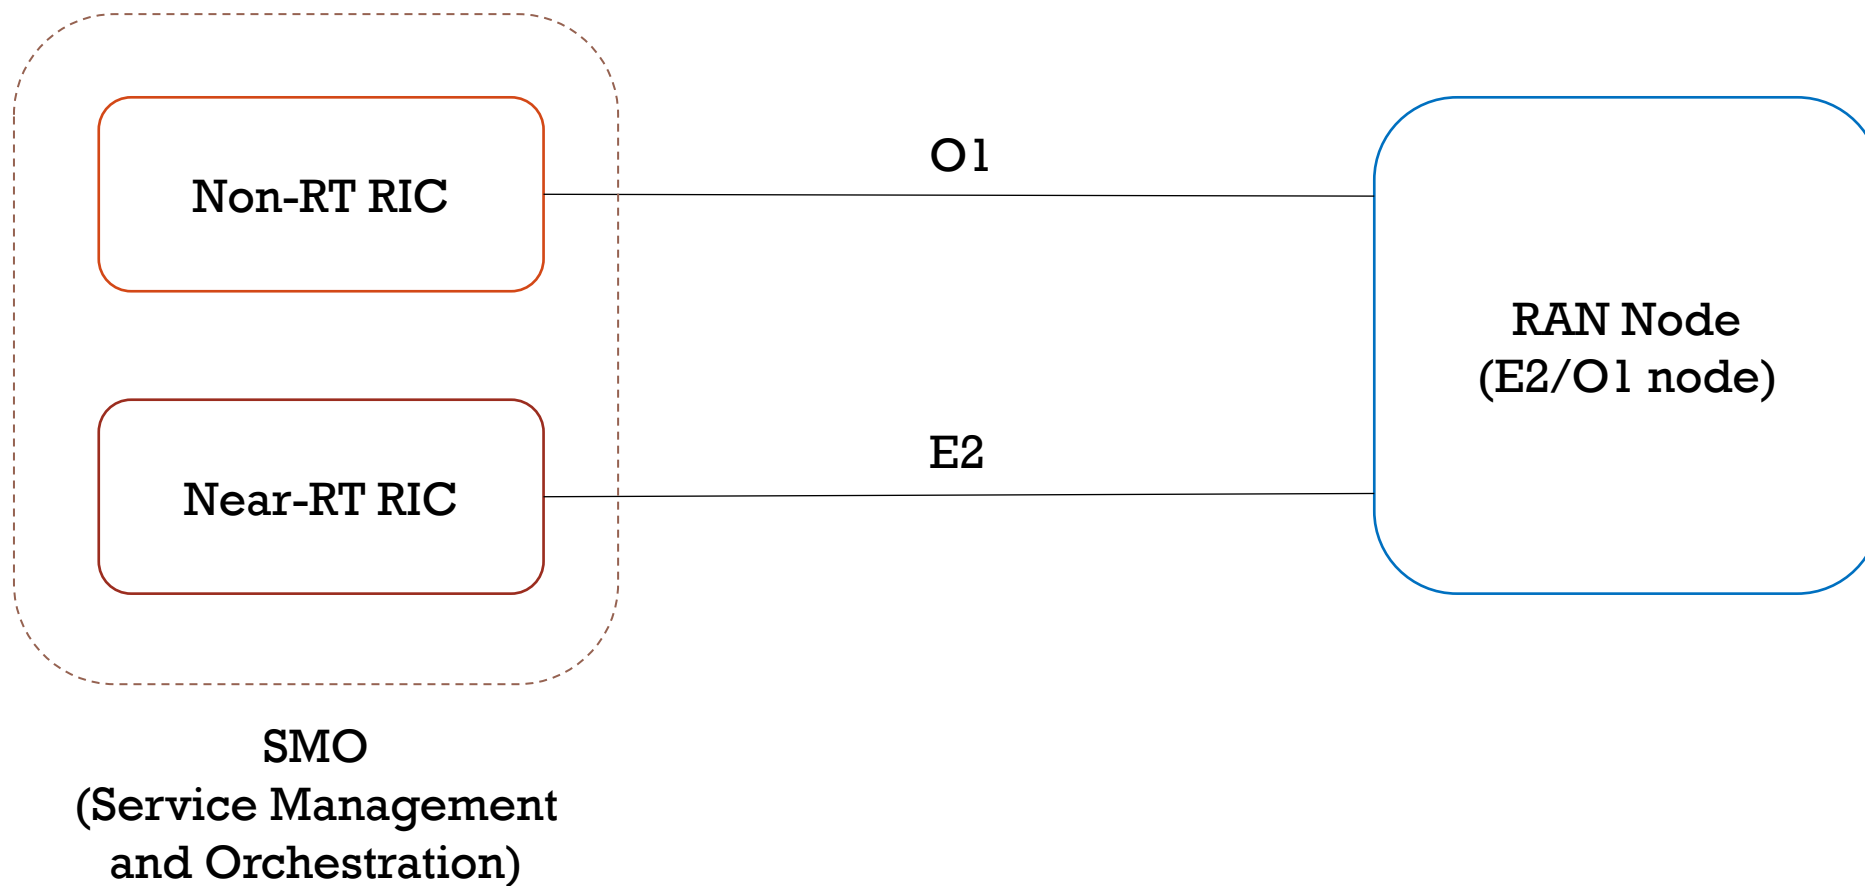 Non-RT RIC
O1
RAN Node
(E2/O1 node)
E2
Near-RT RIC
SMO
(Service Management
and Orchestration)